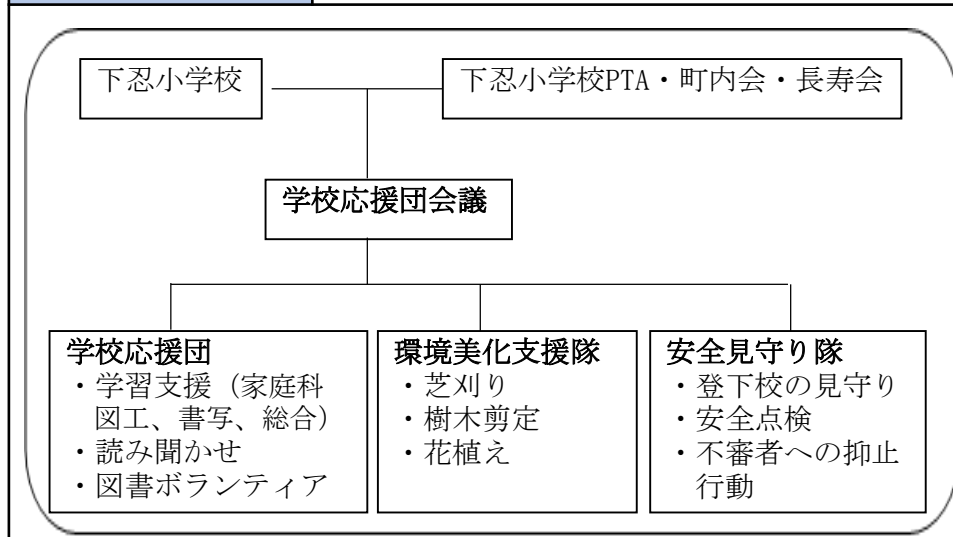 下忍小学校
下忍小学校PTA・町内会・長寿会
学校応援団会議
学校応援団
・学習支援（家庭科
図工、書写、総合）
・読み聞かせ
・図書ボランティア
環境美化支援隊
・芝刈り
・樹木剪定
・花植え
安全見守り隊
・登下校の見守り
・安全点検
・不審者への抑止
行動